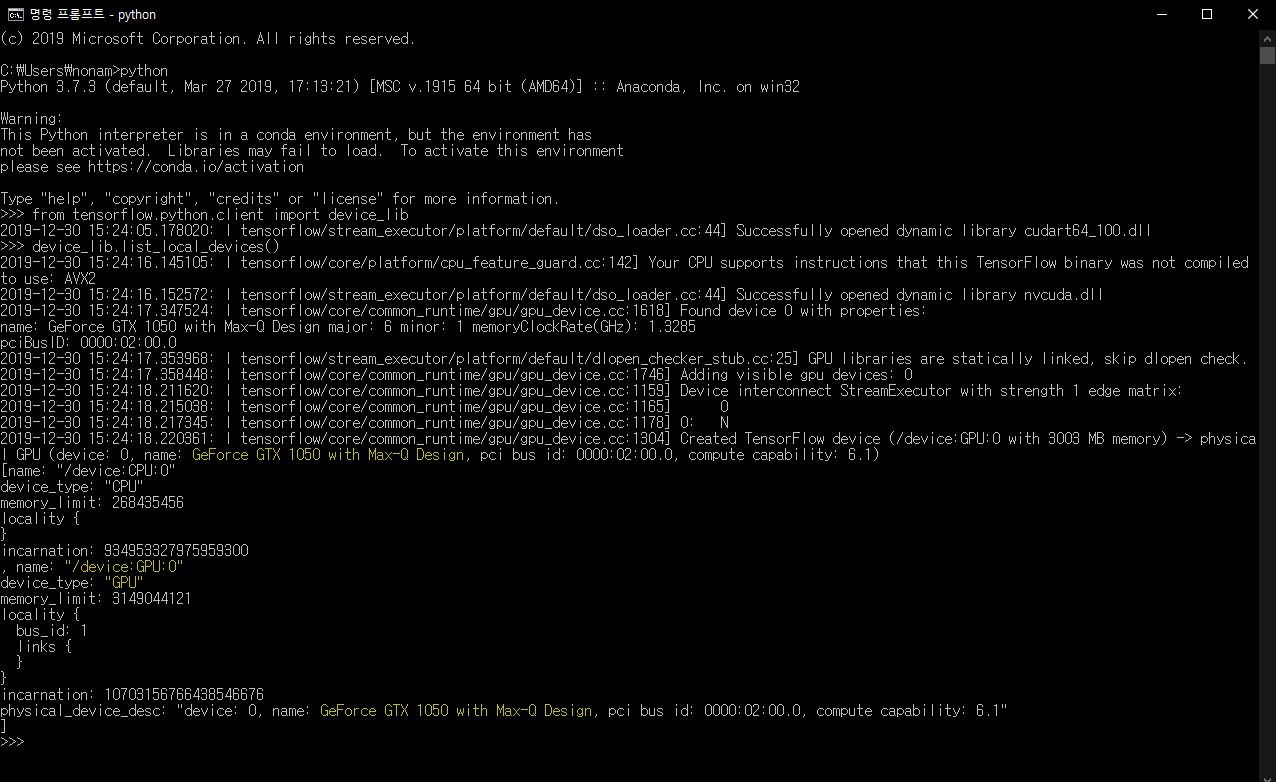 명령 프롬프트 - python
(c) 2019 Microsoft Corporation. All rights reserved.
C:₩Users₩nonam>python
Python 3.7.3 (default, Mar 27 2019, 17:13:21) [MSC v.1915 64 bit (AMD64)] :: Anaconda, Inc. on win32
Warning:
This Python interpreter is in a conda environment, but the environment has
not been activated.  Libraries may fail to load.  To activate this environment
please see https://conda.io/activation
Type "help", "copyright", "credits" or "license" for more information.
>>> from tensorflow.python.client import device_lib
2019-12-30 15:24:05.178020: I tensorflow/stream_executor/platform/default/dso_loader.cc:44] Successfully opened dynamic library cudart64_100.dll
>>> device_lib.list_local_devices()
2019-12-30 15:24:16.145105: I tensorflow/core/platform/cpu_feature_guard.cc:142] Your CPU supports instructions that this TensorFlow binary was not compiled
to use: AVX2
2019-12-30 15:24:16.152572: I tensorflow/stream_executor/platform/default/dso_loader.cc:44] Successfully opened dynamic library nvcuda.dll
2019-12-30 15:24:17.347524: I tensorflow/core/common_runtime/gpu/gpu_device.cc:1618] Found device 0 with properties:
name: GeForce GTX 1050 with Max-Q Design major: 6 minor: 1 memoryClockRate(GHz): 1.3285
pciBusID: 0000:02:00.0
2019-12-30 15:24:17.353968: I tensorflow/stream_executor/platform/default/dlopen_checker_stub.cc:25] GPU libraries are statically linked, skip dlopen check.
2019-12-30 15:24:17.358448: I tensorflow/core/common_runtime/gpu/gpu_device.cc:1746] Adding visible gpu devices: 0
2019-12-30 15:24:18.211620: I tensorflow/core/common_runtime/gpu/gpu_device.cc:1159] Device interconnect StreamExecutor with strength 1 edge matrix:
2019-12-30 15:24:18.215038: I tensorflow/core/common_runtime/gpu/gpu_device.cc:1165]      0
2019-12-30 15:24:18.217345: I tensorflow/core/common_runtime/gpu/gpu_device.cc:1178] 0:   N
2019-12-30 15:24:18.220361: I tensorflow/core/common_runtime/gpu/gpu_device.cc:1304] Created TensorFlow device (/device:GPU:0 with 3003 MB memory) -> physica
l GPU (device: 0, name: GeForce GTX 1050 with Max-Q Design, pci bus id: 0000:02:00.0, compute capability: 6.1)
[name: "/device:CPU:0"
device_type: "CPU"
memory_limit: 268435456
locality {
}
incarnation: 934953327975959300
, name: "/device:GPU:0"
device_type: "GPU"
memory_limit: 3149044121
locality {
  bus_id: 1
  links {
  }
}
incarnation: 10703156766438546676
physical_device_desc: "device: 0, name: GeForce GTX 1050 with Max-Q Design, pci bus id: 0000:02:00.0, compute capability: 6.1"
]
>>>